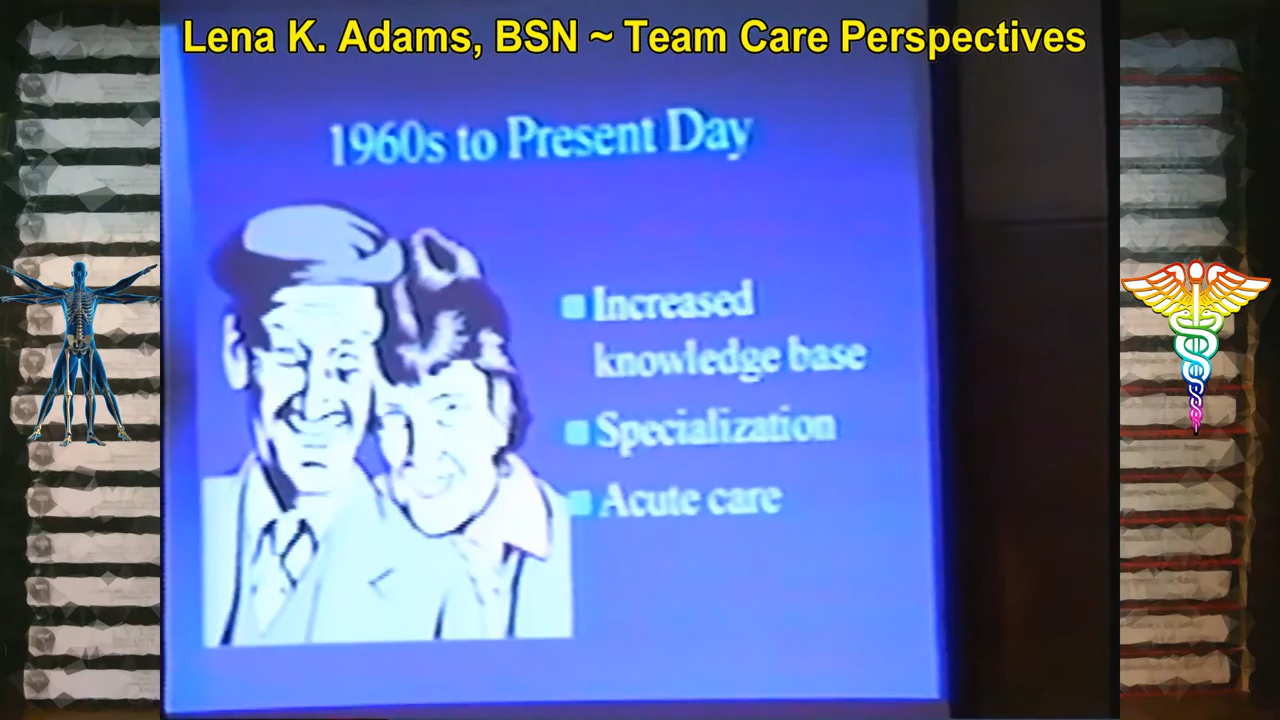 Lena K. Adams, BSN ~ Team Care Perspectives
1960s to Present Day
Increased
knowledge base
Specialization
Acute care